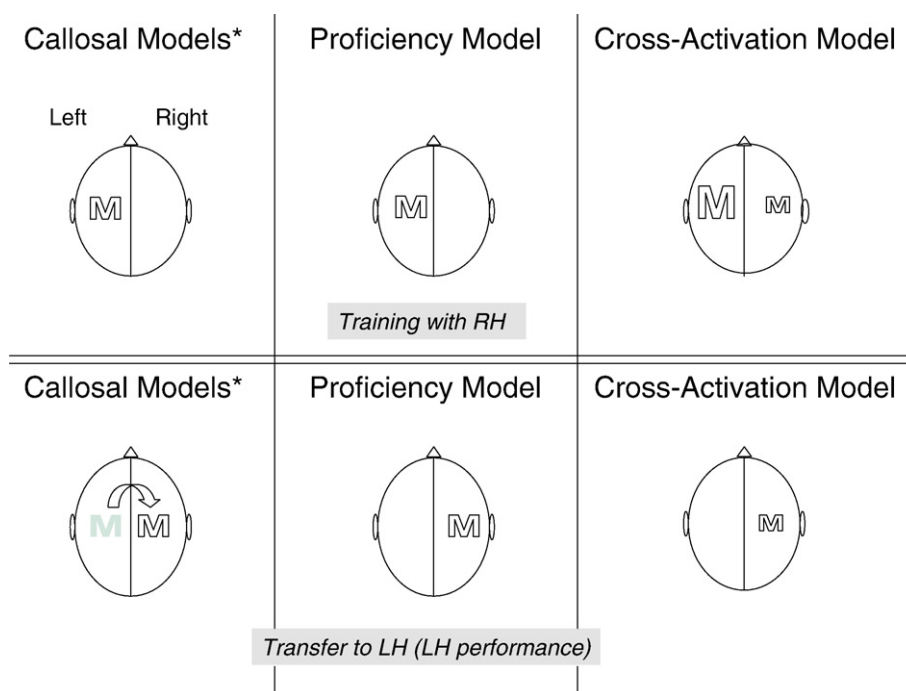 Callosal Models*
Proficiency Model
Cross-Activation Model
Left
Right
M
M
M
M
Training with RH
Callosal Models*
Proficiency Model
Cross-Activation Model
M
M
M
M
Transfer to LH (LH performance)